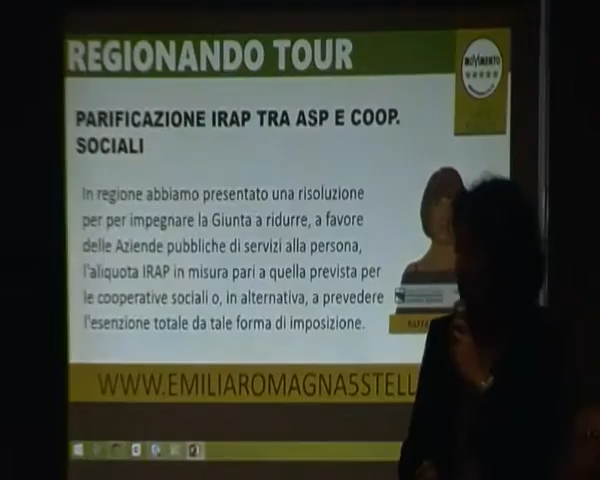 REGIONANDO TOUR
MOVIMENTO
PARIFICAZIONE IRAP TRA ASP E COOP.
SOCIALI
In regione abbiamo presentato una risoluzione
per per impegnare la Giunta a ridurre, a favore
delle Aziende pubbliche di servizi alla persona,
l'aliquota IRAP in misura pari a quella prevista per
le cooperative sociali o, in alternativa, a prevedere
l'esenzione totale da tale forma di imposizione.
WWW.EMILIAROMAGNA5STELL